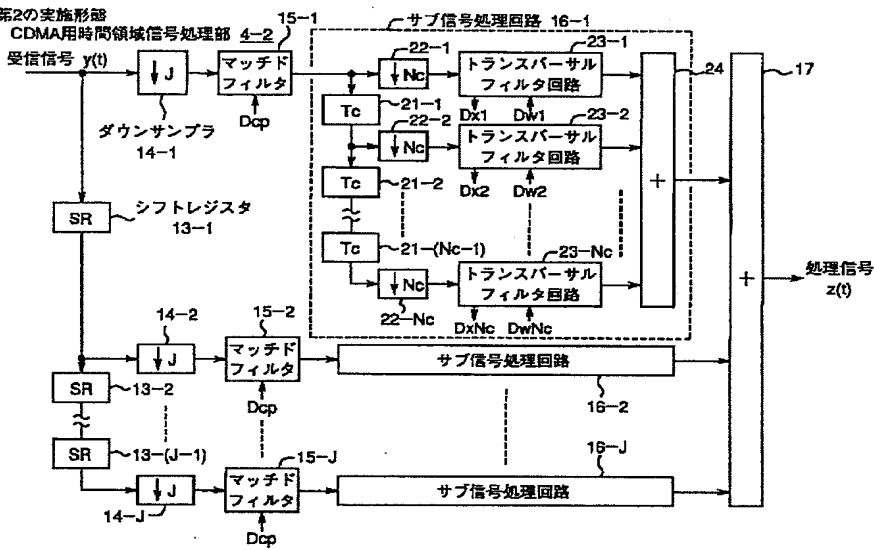 第2の実施形態
CDMA用時間領域信号処理部 4-2
受信信号 y(t)
↓J
ダウンサンプラ
14-1
15-1
マッチド
フィルタ
Dcp
サブ信号処理回路 16-1
22-1
↓Nc
23-1
トランスバーサル
フィルタ回路
Dx1
Dw1
Tc
21-1
22-2
↓Nc
23-2
トランスバーサル
フィルタ回路
Dx2
Dw2
Tc
21-2
Tc
21-(Nc-1)
↓Nc
22-Nc
23-Nc
トランスバーサル
フィルタ回路
DxNc
DwNc
+
24
+
17
処理信号
z(t)
SR
シフトレジスタ
13-1
14-2
↓J
15-2
マッチド
フィルタ
Dcp
サブ信号処理回路
16-2
SR
13-2
SR
13-(J-1)
↓J
14-J
15-J
マッチド
フィルタ
Dcp
サブ信号処理回路
16-J